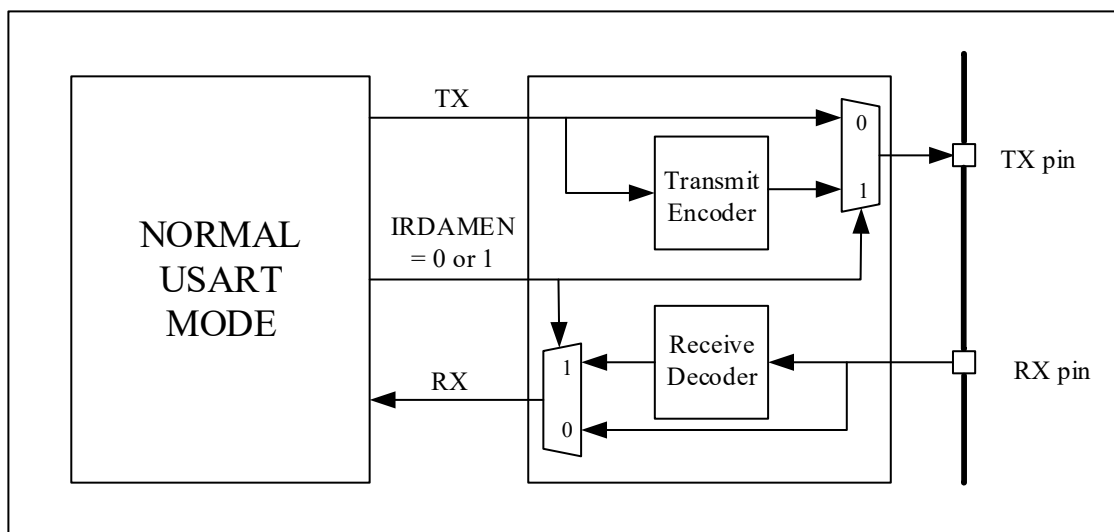 TX
0
TX pin
Transmit
Encoder
1
NORMAL
USART
MODE
IRDAMEN
= 0 or 1
Receive
Decoder
1
RX
RX pin
0